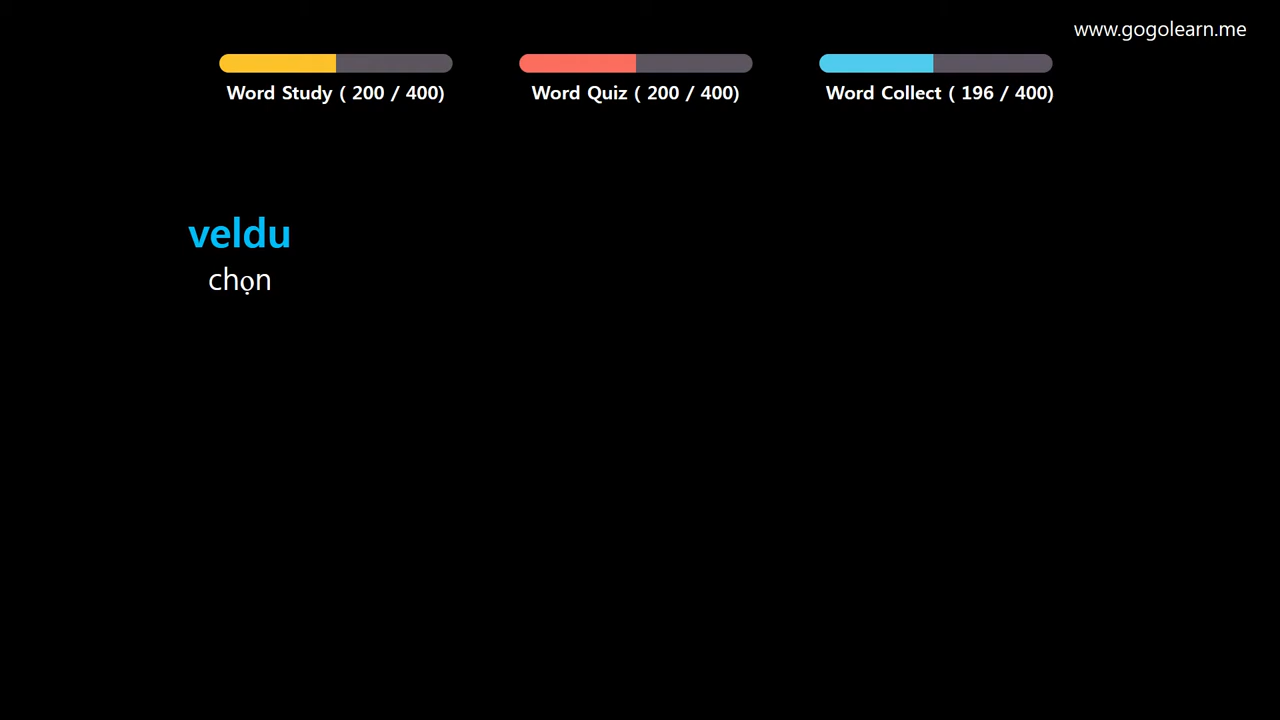 www.gogolearn.me
Word Study ( 200 / 400)
Word Quiz ( 200 / 400)
Word Collect ( 196 / 400)
veldu
chọn